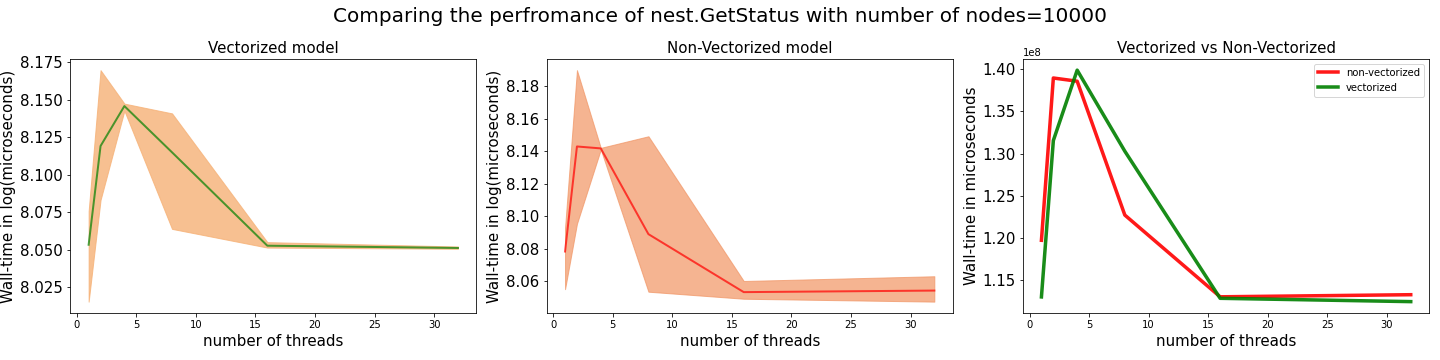 Comparing the perfromance of nest.GetStatus with number of nodes=10000
Vectorized model
Wall-time in log(microseconds)
8.175
8.150
8.125
8.100
8.075
8.050
8.025
0 5 10 15 20 25 30
number of threads
Non-Vectorized model
Wall-time in log(microseconds)
8.18
8.16
8.14
8.12
8.10
8.08
8.06
0 5 10 15 20 25 30
number of threads
Vectorized vs Non-Vectorized
1e8
Wall-time in microseconds
1.40
1.35
1.30
1.25
1.20
1.15
0 5 10 15 20 25 30
number of threads
non-vectorized
vectorized